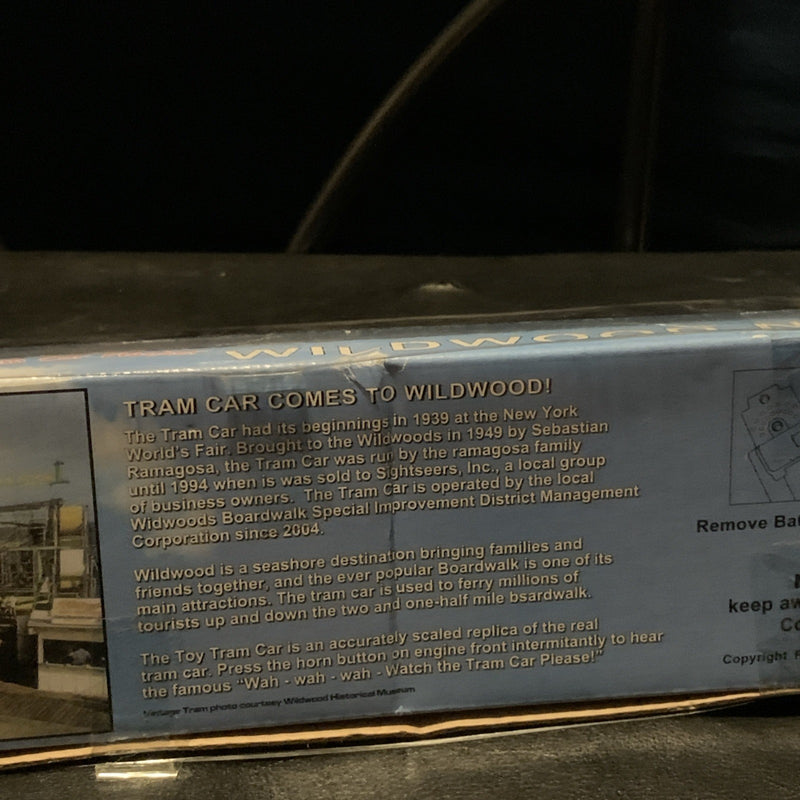 WILDWOOD
TRAM CAR COMES TO WILDWOOD!
The Tram Car had its beginnings in 1939 at the New York
World's Fair. Brought to the Wildwoods in 1949 by Sebastian
Ramagosa, the Tram Car was run by the ramagosa family
until 1994 when is was sold to Sightseers, Inc., a local group
of business owners. The Tram Car is operated by the local
Widwoods Boardwalk Special Improvement District Management
Corporation since 2004.
Wildwood is a seashore destination bringing families and
friends together, and the ever popular Boardwalk is one of its
main attractions. The tram car is used to ferry millions of
tourists up and down the two and one-half mile bsardwalk.
The Toy Tram Car is an accurately scaled replica of the real
tram car. Press the horn button on engine front intermitantly to hear
the famous "Wah - wah - wah - Watch the Tram Car Please!"
Vintage Tram photo courtesy Wildwood Historical Museum
Remove Bat
keep aw
Co
Copyright